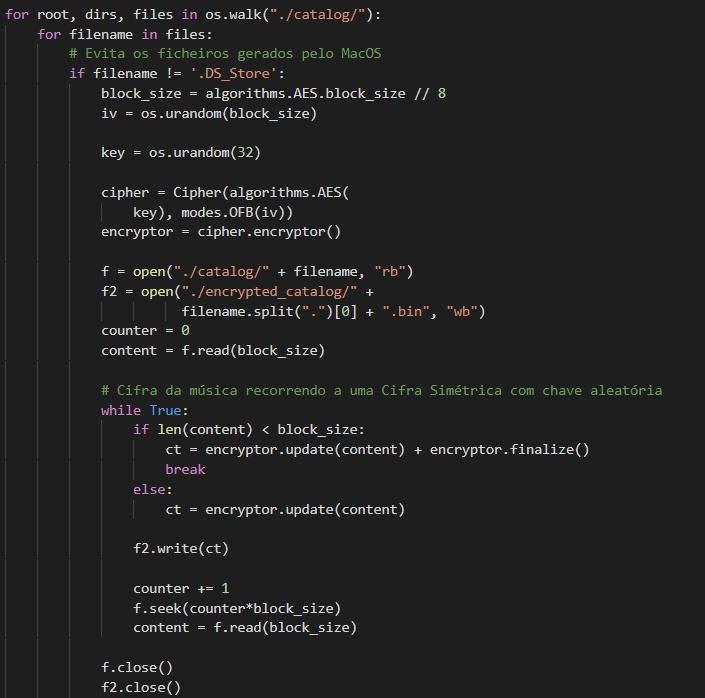 for root, dirs, files in os.walk("./catalog/"):
    for filename in files:
        # Evita os ficheiros gerados pelo MacOS
        if filename != '.DS_Store':
            block_size = algorithms.AES.block_size // 8
            iv = os.urandom(block_size)

            key = os.urandom(32)

            cipher = Cipher(algorithms.AES(
                key), modes.OFB(iv))
            encryptor = cipher.encryptor()

            f = open("./catalog/" + filename, "rb")
            f2 = open("./encrypted_catalog/" +
                      filename.split(".")[0] + ".bin", "wb")
            counter = 0
            content = f.read(block_size)

            # Cifra da música recorrendo a uma Cifra Simétrica com chave aleatória
            while True:
                if len(content) < block_size:
                    ct = encryptor.update(content) + encryptor.finalize()
                    break
                else:
                    ct = encryptor.update(content)

                f2.write(ct)

                counter += 1
                f.seek(counter*block_size)
                content = f.read(block_size)

            f.close()
            f2.close()